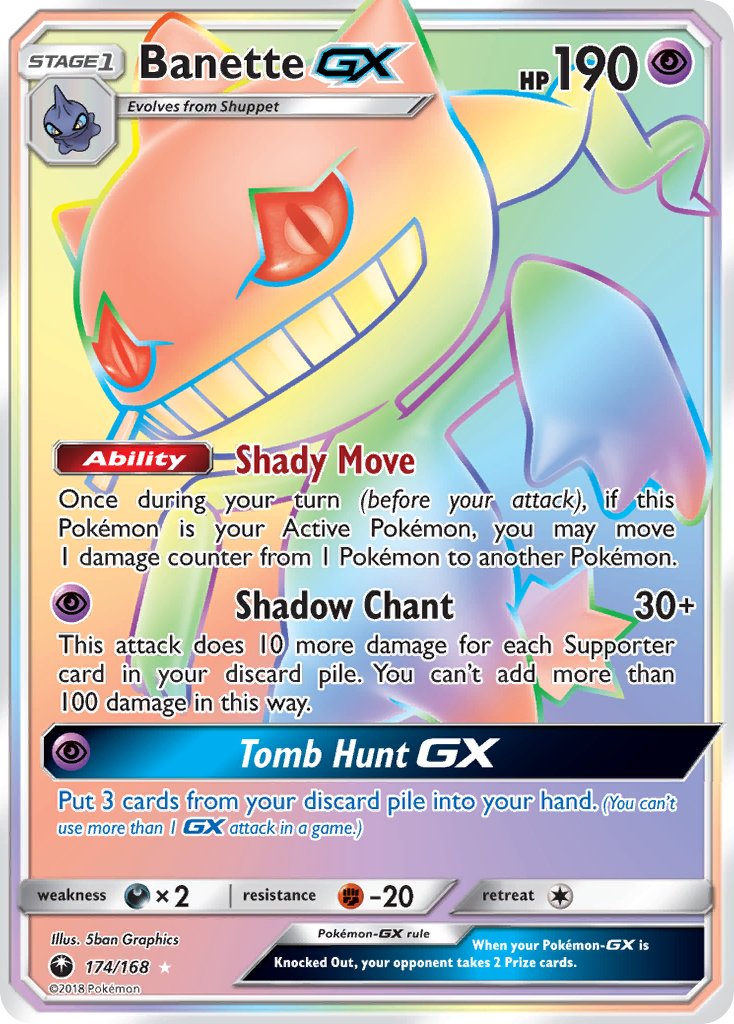 STAGE 1 Banette GX HP 190
Evolves from Shuppet
Ability Shady Move
Once during your turn (before your attack), if this
Pokémon is your Active Pokémon, you may move
1 damage counter from 1 Pokémon to another Pokémon.
Shadow Chant 30+
This attack does 10 more damage for each Supporter
card in your discard pile. You can't add more than
100 damage in this way.
Tomb Hunt GX
Put 3 cards from your discard pile into your hand. (You can't
use more than 1 GX attack in a game.)
weakness ×2 resistance -20 retreat
Illus. 5ban Graphics
174/168
©2018 Pokémon
Pokémon-GX rule
When your Pokémon-GX is
Knocked Out, your opponent takes 2 Prize cards.